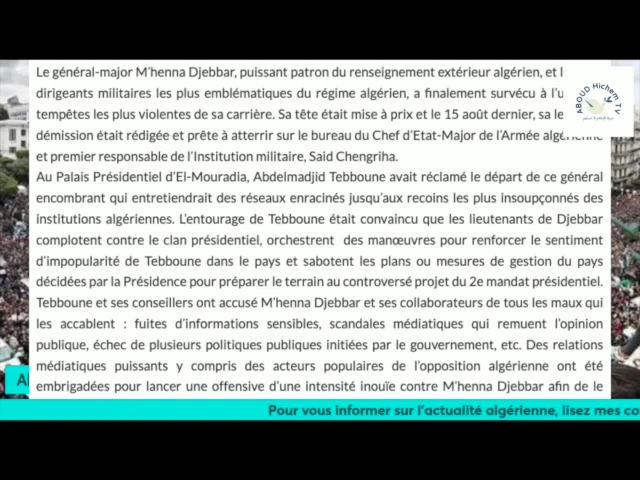 Le général-major M'henna Djebbar, puissant patron du renseignement extérieur algérien, et l
dirigeants militaires les plus emblématiques du régime algérien, a finalement survécu à l'u
tempêtes les plus violentes de sa carrière. Sa tête était mise à prix et le 15 août dernier, sa le
démission était rédigée et prête à atterrir sur le bureau du Chef d'Etat-Major de l'Armée algérienne
et premier responsable de l'Institution militaire, Said Chengriha.
Au Palais Présidentiel d'El-Mouradia, Abdelmadjid Tebboune avait réclamé le départ de ce général
encombrant qui entretiendrait des réseaux enracinés jusqu'aux recoins les plus insoupçonnés des
institutions algériennes. L'entourage de Tebboune était convaincu que les lieutenants de Djebbar
complotent contre le clan présidentiel, orchestrent des manœuvres pour renforcer le sentiment
d'impopularité de Tebboune dans le pays et sabotent les plans ou mesures de gestion du pays
décidées par la Présidence pour préparer le terrain au controversé projet du 2e mandat présidentiel.
Tebboune et ses conseillers ont accusé M'henna Djebbar et ses collaborateurs de tous les maux qui
les accablent : fuites d'informations sensibles, scandales médiatiques qui remuent l'opinion
publique, échec de plusieurs politiques publiques initiées par le gouvernement, etc. Des relations
médiatiques puissants y compris des acteurs populaires de l'opposition algérienne ont été
embrigadées pour lancer une offensive d'une intensité inouïe contre M'henna Djebbar afin de le
ABOUD Hichem TV
Pour vous informer sur l'actualité algérienne, lisez mes co